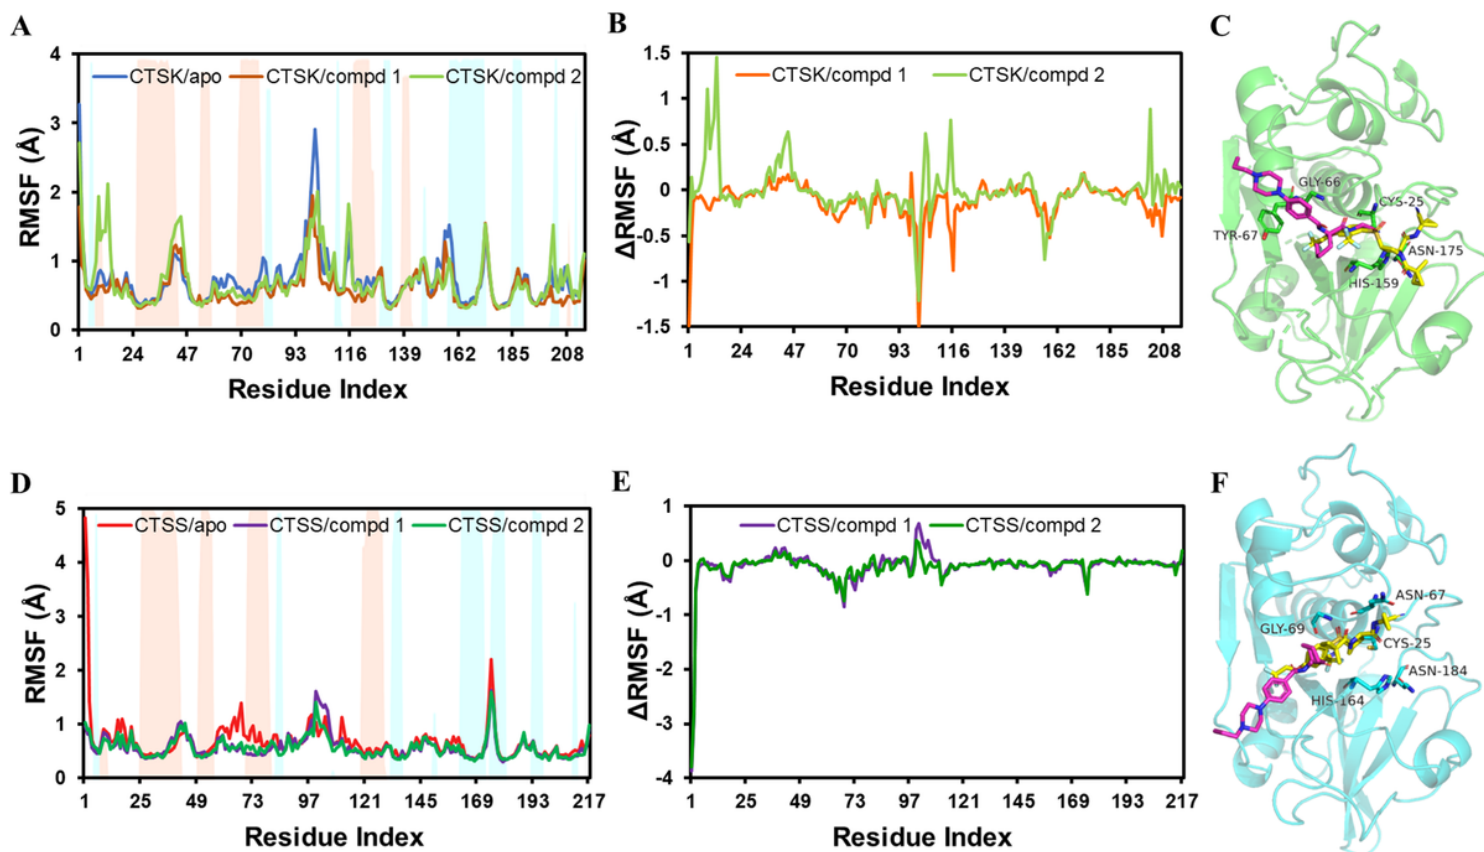 A
CTSK/apo CTSK/compd 1 CTSK/compd 2
RMSF (Å)
4
3
2
1
0
1 24 47 70 93 116 139 162 185 208
Residue Index
B
CTSK/compd 1 CTSK/compd 2
ΔRMSF (Å)
1.5
1
0.5
0
-0.5
-1
-1.5
1 24 47 70 93 116 139 162 185 208
Residue Index
C
GLY-66
CYS-25
TYR-67
ASN-175
HIS-159
D
CTSS/apo CTSS/compd 1 CTSS/compd 2
RMSF (Å)
5
4
3
2
1
0
1 25 49 73 97 121 145 169 193 217
Residue Index
E
CTSS/compd 1 CTSS/compd 2
ΔRMSF (Å)
1
0
-1
-2
-3
-4
1 25 49 73 97 121 145 169 193 217
Residue Index
F
ASN-67
GLY-69
CYS-25
ASN-184
HIS-164